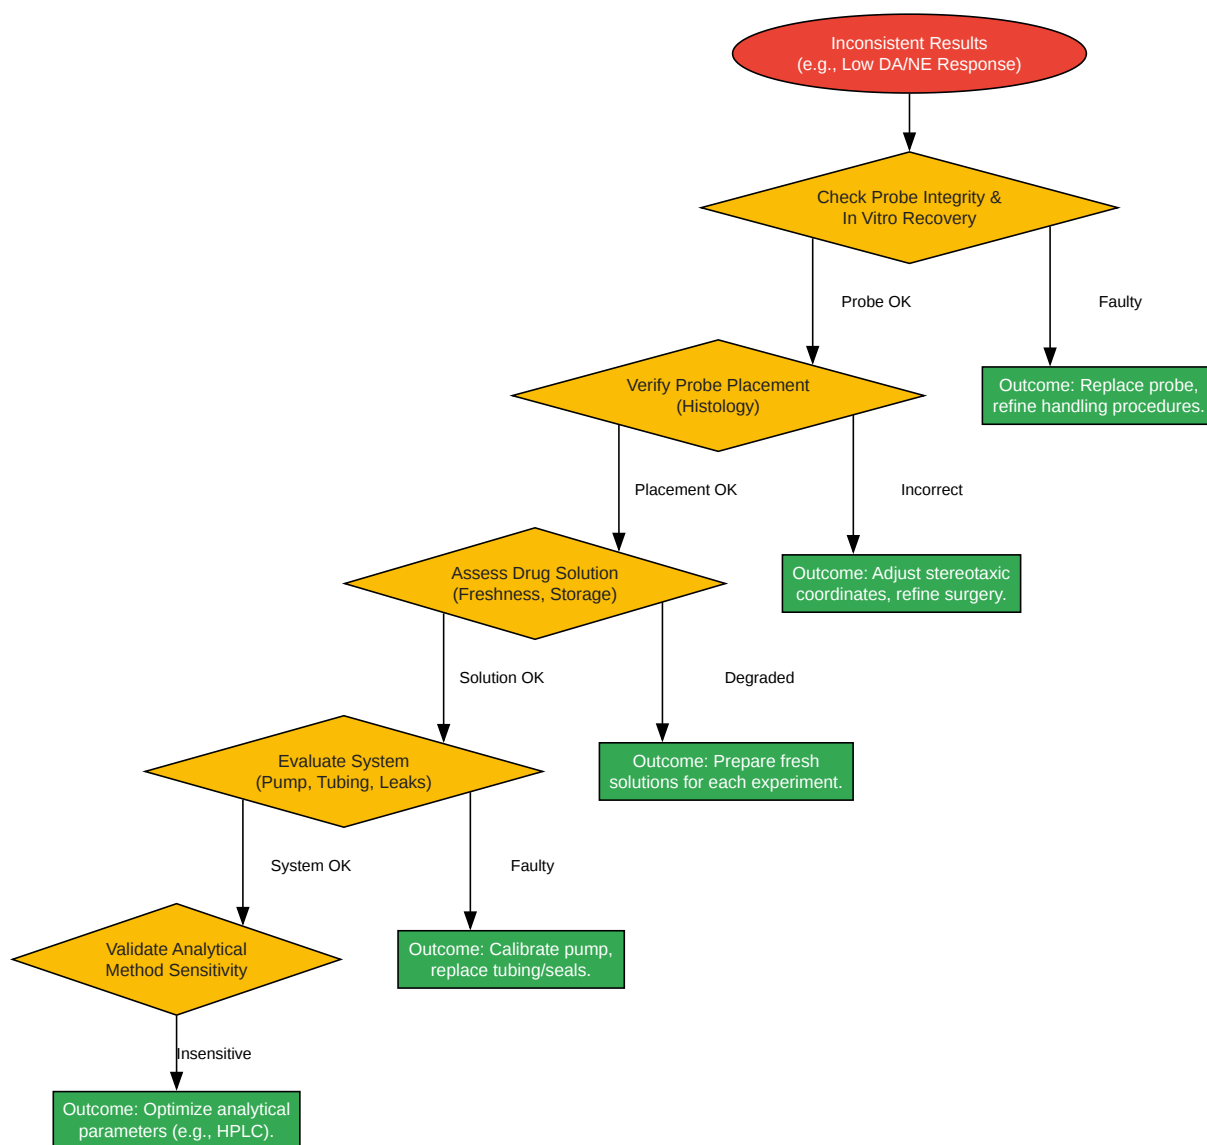 Inconsistent Results
(e.g., Low DA/NE Response)
Check Probe Integrity &
In Vitro Recovery
Probe OK
Faulty
Verify Probe Placement
(Histology)
Outcome: Replace probe,
refine handling procedures.
Placement OK
Incorrect
Assess Drug Solution
(Freshness, Storage)
Outcome: Adjust stereotaxic
coordinates, refine surgery.
Solution OK
Degraded
Evaluate System
(Pump, Tubing, Leaks)
Outcome: Prepare fresh
solutions for each experiment.
System OK
Faulty
Validate Analytical
Method Sensitivity
Outcome: Calibrate pump,
replace tubing/seals.
Insensitive
Outcome: Optimize analytical
parameters (e.g., HPLC).